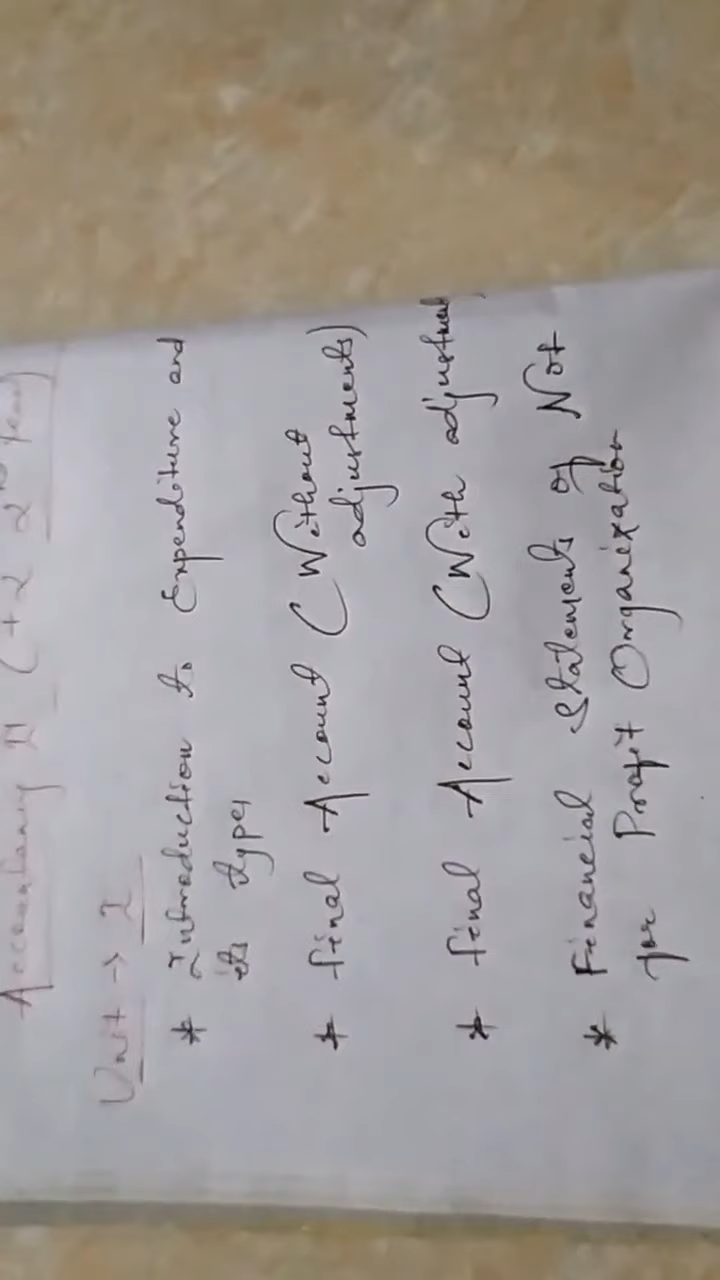 Accountancy II (+2 2nd year)
Unit → I
* Introduction to Expenditure and
its types
* final Account (Without
adjustments)
* final Account (With adjustment
* Financial Statements of Not
for Profit Organization